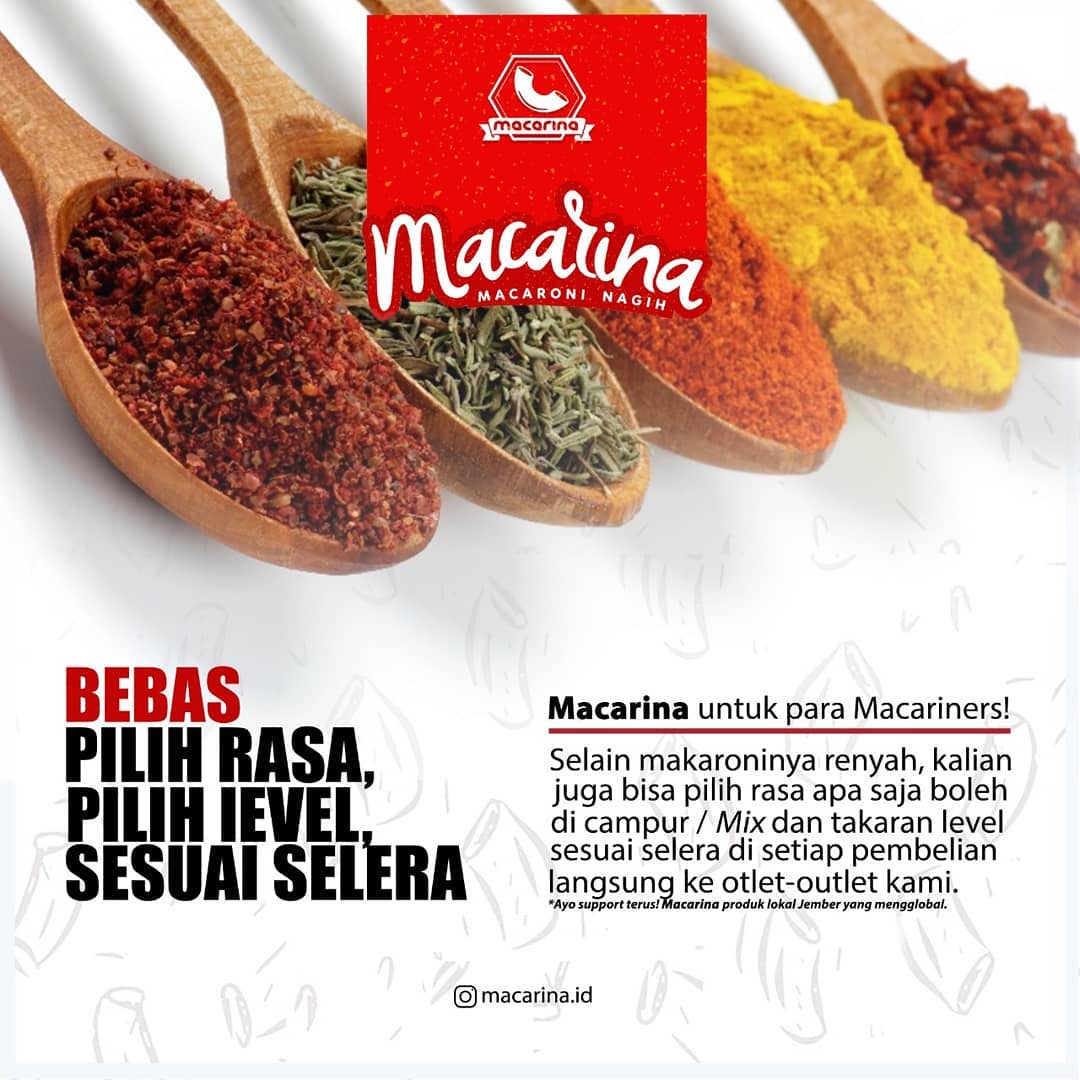 macarina
Macarina
MACARONI NAGIH
BEBAS
PILIH RASA,
PILIH lEVEL,
SESUAI SELERA
Macarina untuk para Macariners!
Selain makaroninya renyah, kalian
juga bisa pilih rasa apa saja boleh
di campur / Mix dan takaran level
sesuai selera di setiap pembelian
langsung ke otlet-outlet kami.
*Ayo support terus! Macarina produk lokal Jember yang mengglobal.
macarina.id